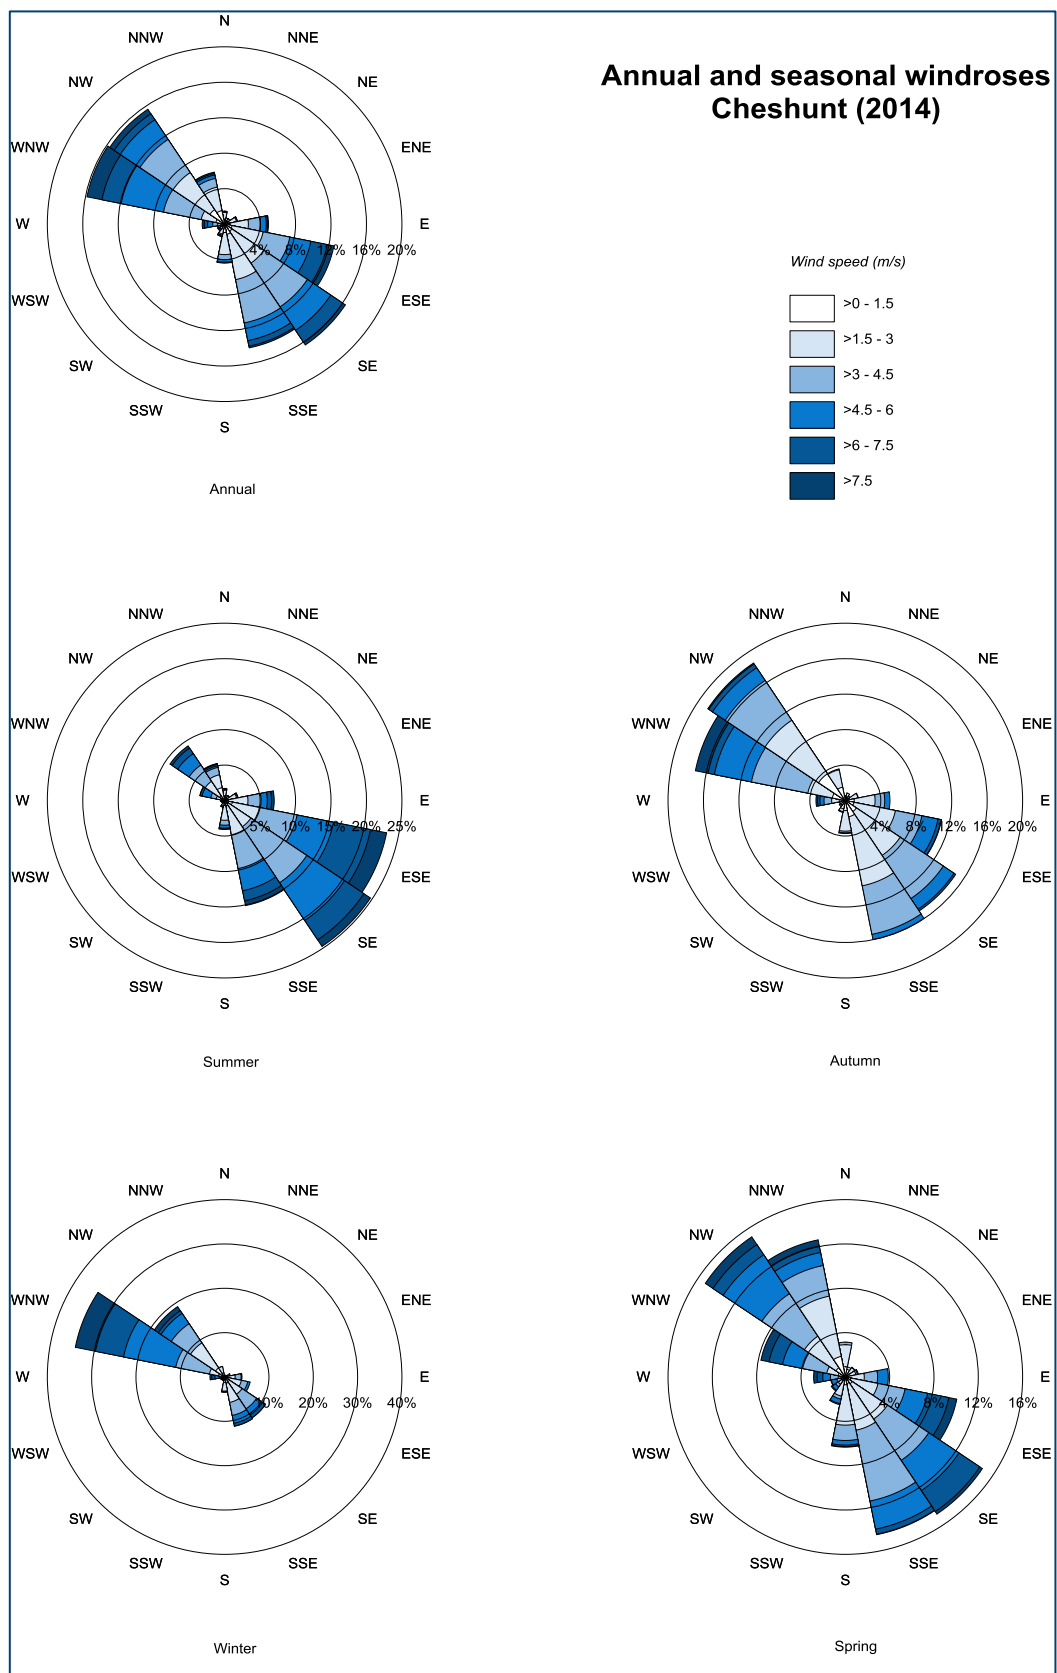 Annual and seasonal windroses
Cheshunt (2014)
N
NNW NNE
NW NE
WNW ENE
W E
4% 8% 12% 16% 20%
WSW ESE
SW SE
SSW SSE
S
Annual
Wind speed (m/s)
>0 - 1.5
>1.5 - 3
>3 - 4.5
>4.5 - 6
>6 - 7.5
>7.5
N
NNW NNE
NW NE
WNW ENE
W E
5% 10% 15% 20% 25%
WSW ESE
SW SE
SSW SSE
S
Summer
N
NNW NNE
NW NE
WNW ENE
W E
4% 8% 12% 16% 20%
WSW ESE
SW SE
SSW SSE
S
Autumn
N
NNW NNE
NW NE
WNW ENE
W E
10% 20% 30% 40%
WSW ESE
SW SE
SSW SSE
S
Winter
N
NNW NNE
NW NE
WNW ENE
W E
4% 8% 12% 16%
WSW ESE
SW SE
SSW SSE
S
Spring